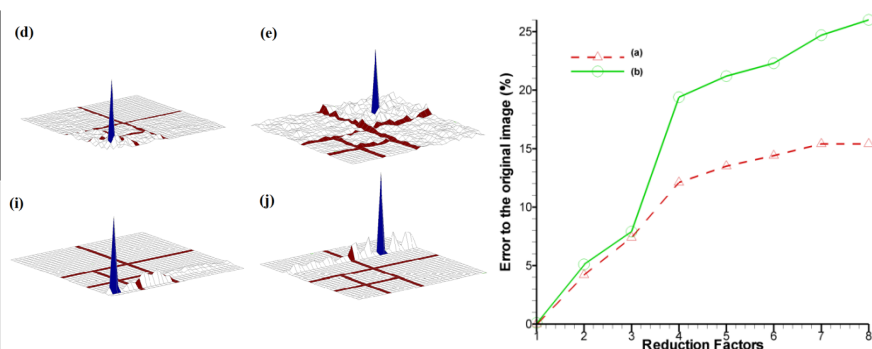 (d)
(e)
(i)
(j)
Error to the original image (%)
25
20
15
10
5
0
(a)
(b)
1 2 3 4 5 6 7 8
Reduction Factors